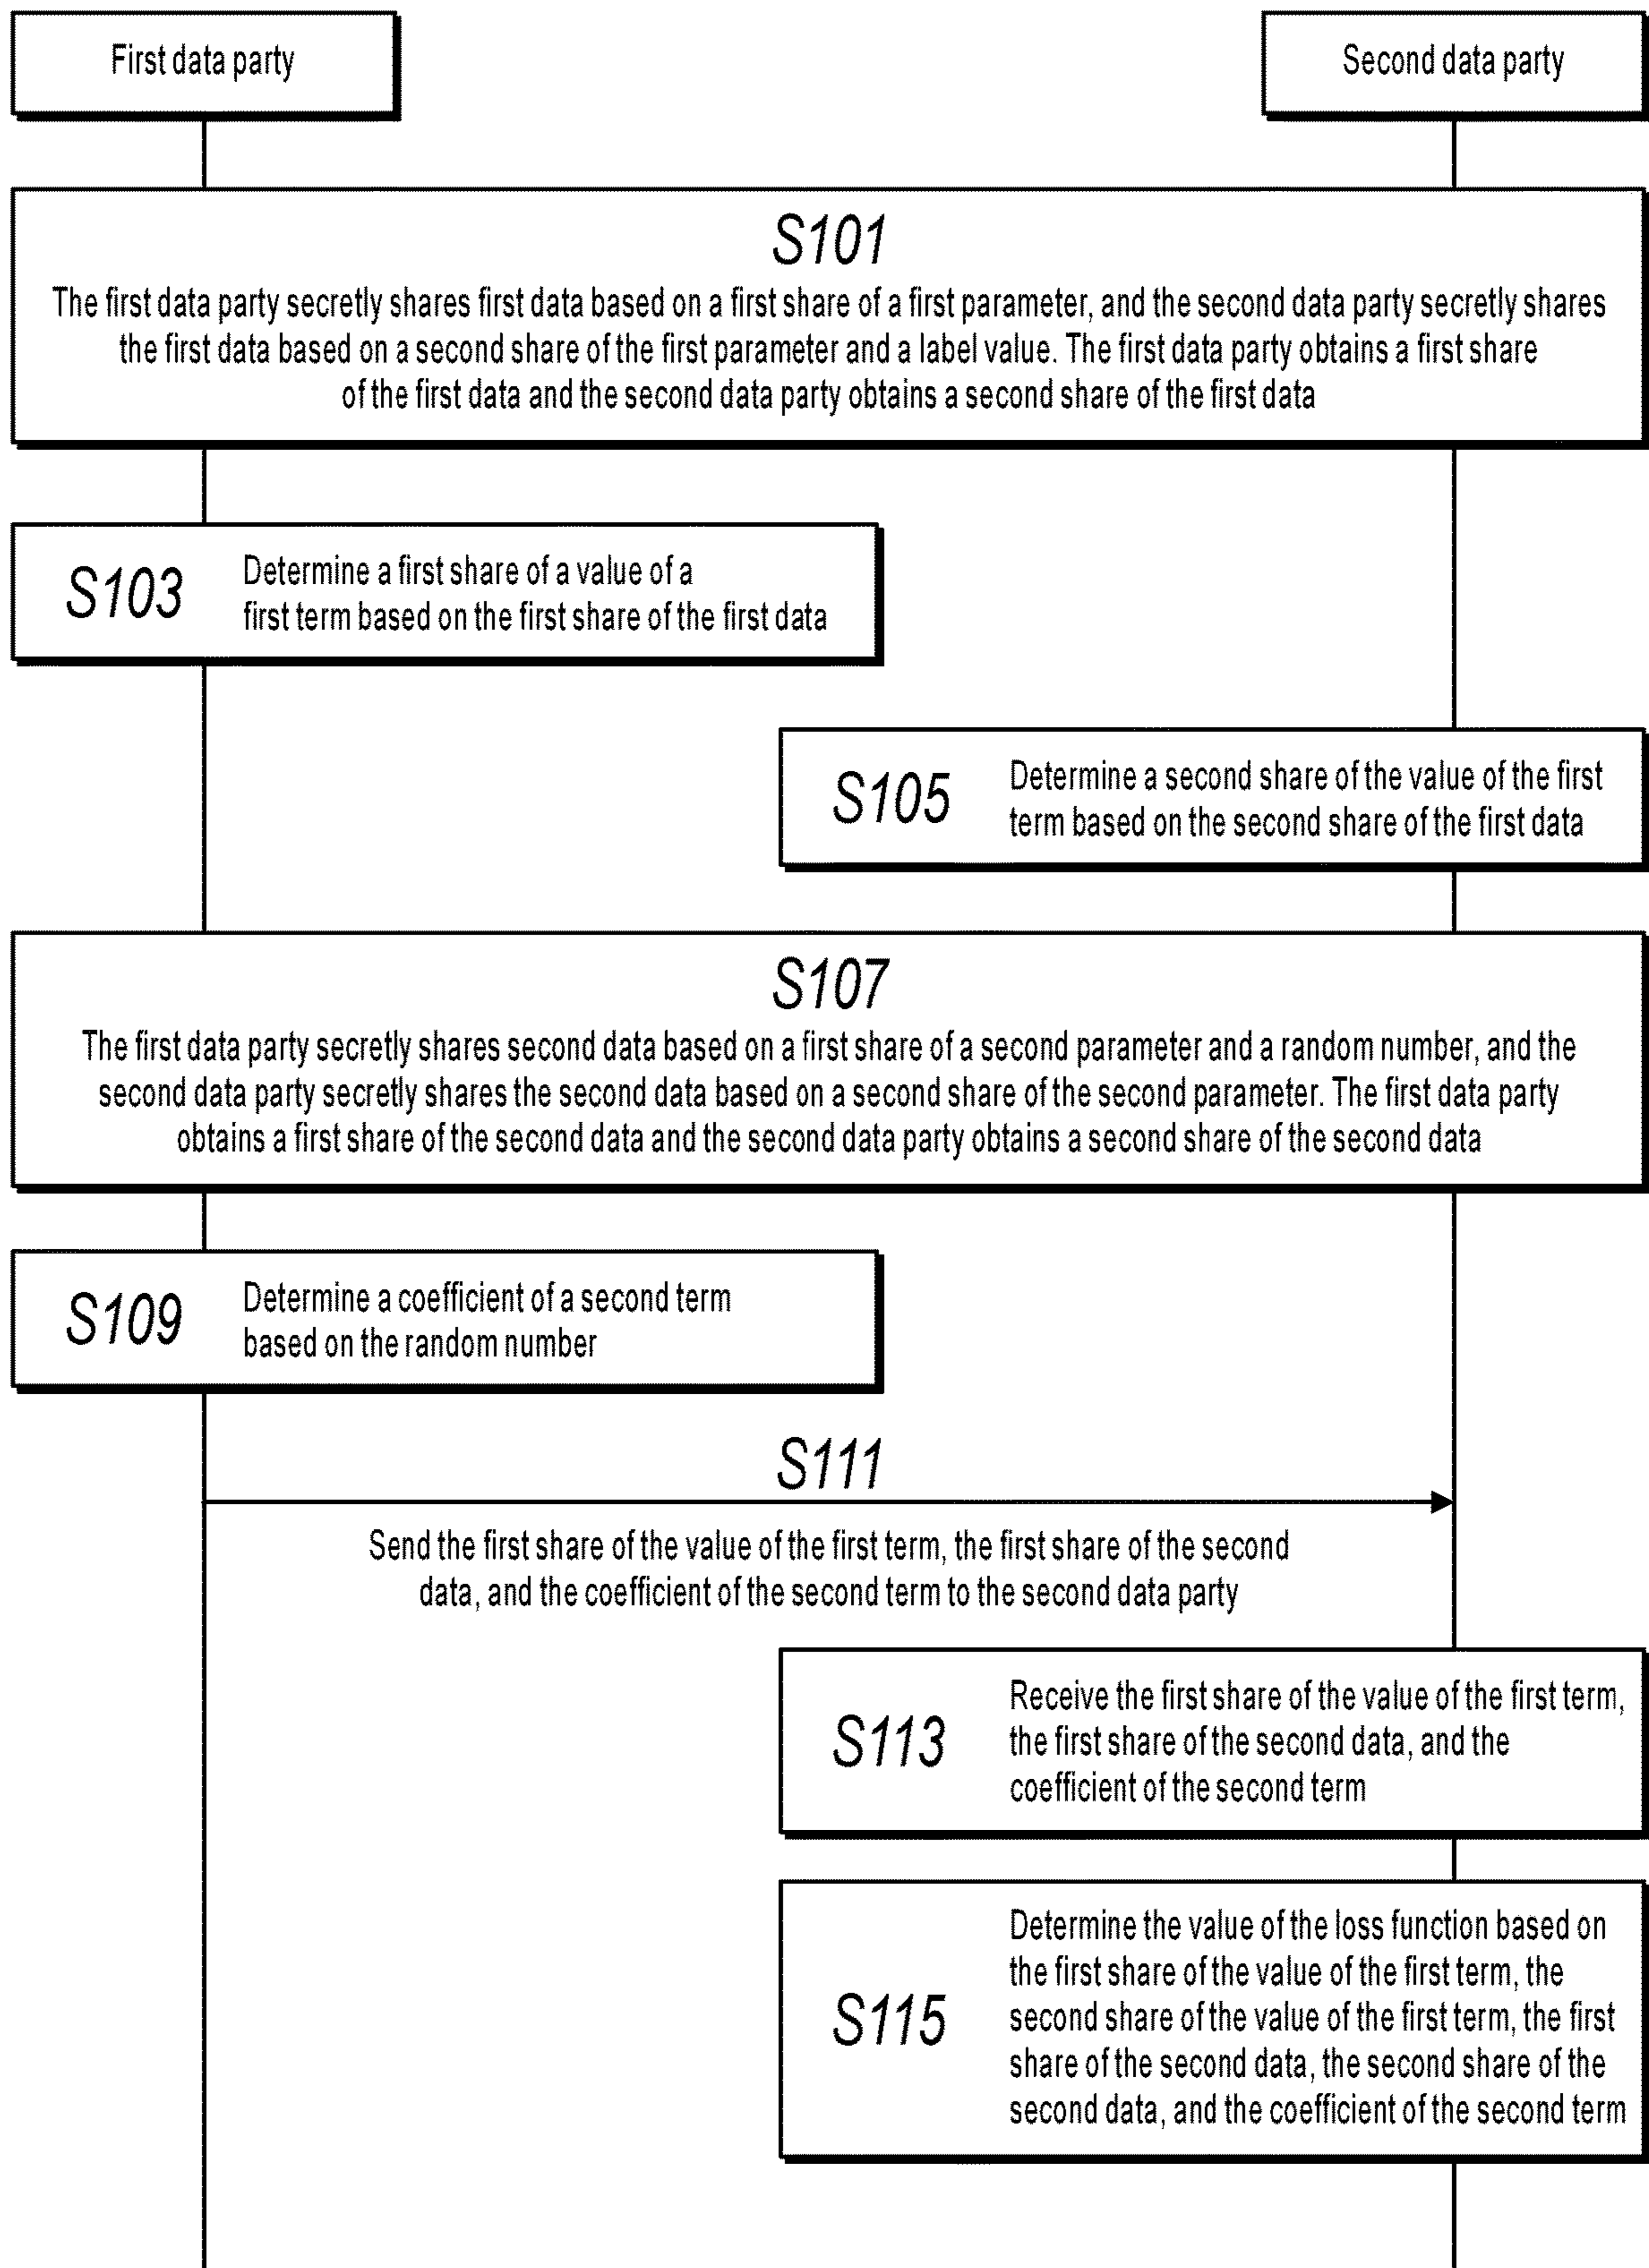 First data party
Second data party
S101
The first data party secretly shares first data based on a first share of a first parameter, and the second data party secretly shares
the first data based on a second share of the first parameter and a label value. The first data party obtains a first share
of the first data and the second data party obtains a second share of the first data
S103
Determine a first share of a value of a
first term based on the first share of the first data
S105
Determine a second share of the value of the first
term based on the second share of the first data
S107
The first data party secretly shares second data based on a first share of a second parameter and a random number, and the
second data party secretly shares the second data based on a second share of the second parameter. The first data party
obtains a first share of the second data and the second data party obtains a second share of the second data
S109
Determine a coefficient of a second term
based on the random number
S111
Send the first share of the value of the first term, the first share of the second
data, and the coefficient of the second term to the second data party
S113
Receive the first share of the value of the first term,
the first share of the second data, and the
coefficient of the second term
S115
Determine the value of the loss function based on
the first share of the value of the first term, the
second share of the value of the first term, the first
share of the second data, the second share of the
second data, and the coefficient of the second term